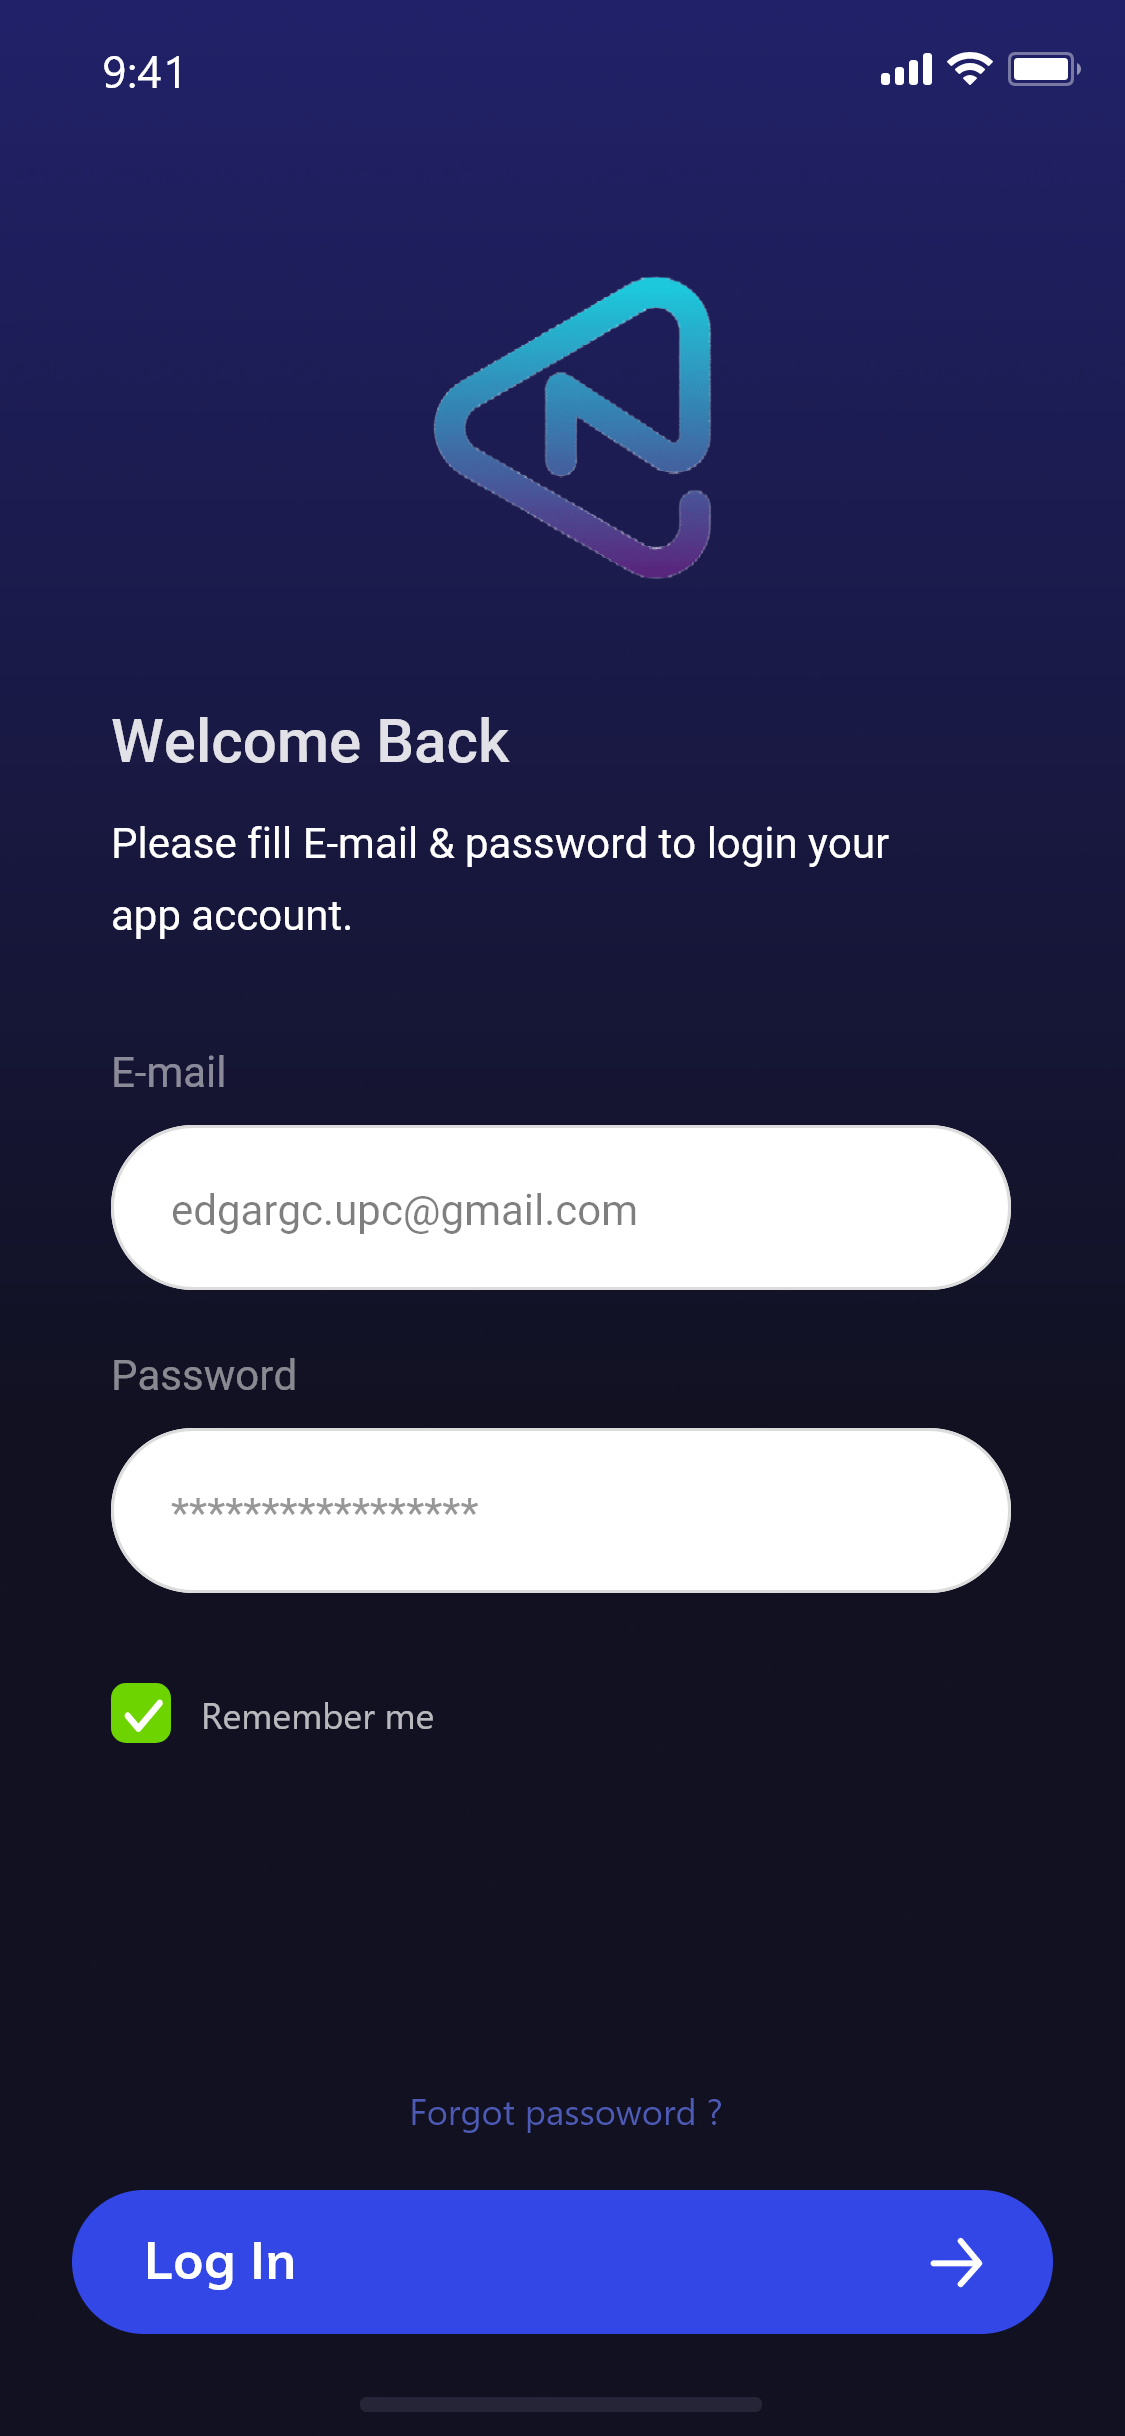 9:41
Welcome Back
Please fill E-mail & password to login your
app account.
E-mail
edgargc.upc@gmail.com
Password
*****************
Remember me
Forgot passoword ?
Log In